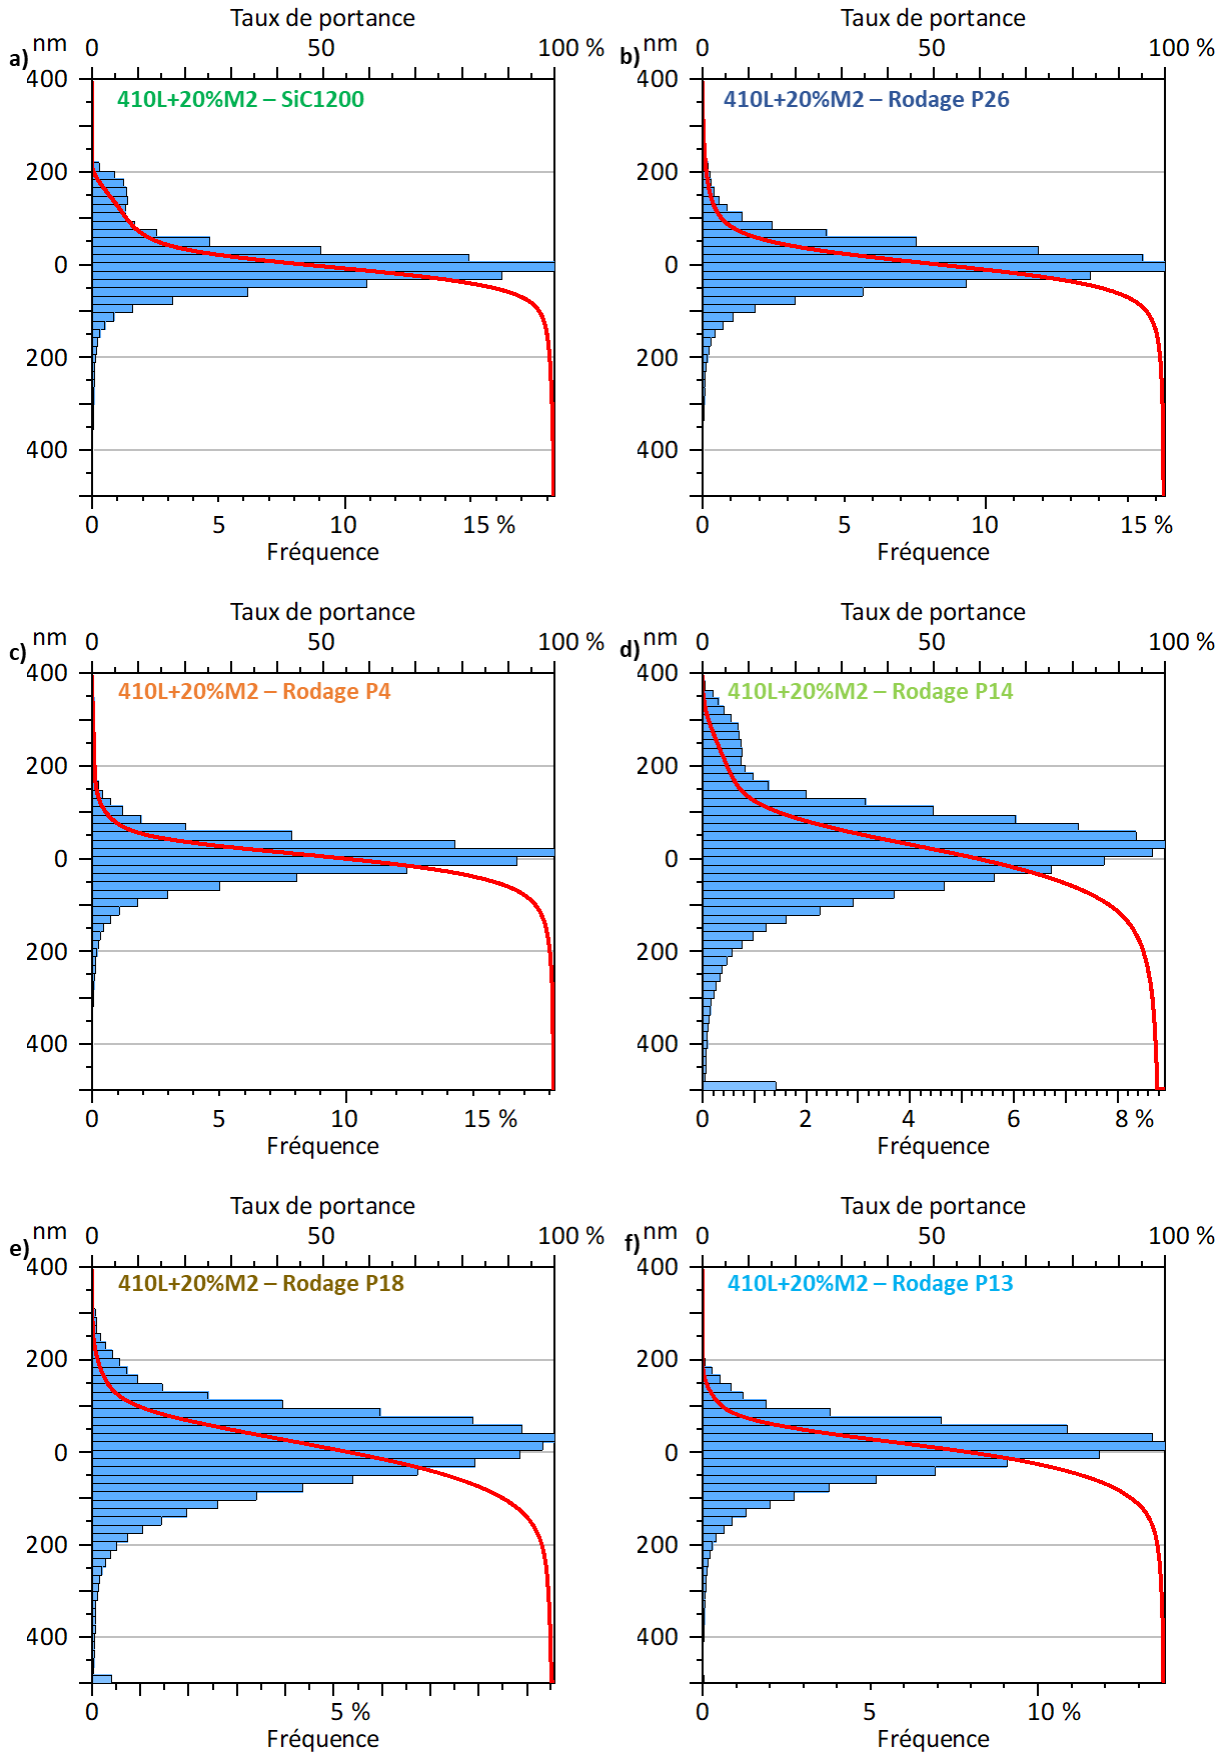 Taux de portance
a) nm 0 50 100 %
400
410L+20%M2 – SiC1200
200
0
200
400
0 5 10 15 %
Fréquence
Taux de portance
b) nm 0 50 100 %
400
410L+20%M2 – Rodage P26
200
0
200
400
0 5 10 15 %
Fréquence
Taux de portance
c) nm 0 50 100 %
400
410L+20%M2 – Rodage P4
200
0
200
400
0 5 10 15 %
Fréquence
Taux de portance
d) nm 0 50 100 %
400
410L+20%M2 – Rodage P14
200
0
200
400
0 2 4 6 8 %
Fréquence
Taux de portance
e) nm 0 50 100 %
400
410L+20%M2 – Rodage P18
200
0
200
400
0 5 %
Fréquence
Taux de portance
f) nm 0 50 100 %
400
410L+20%M2 – Rodage P13
200
0
200
400
0 5 10 %
Fréquence